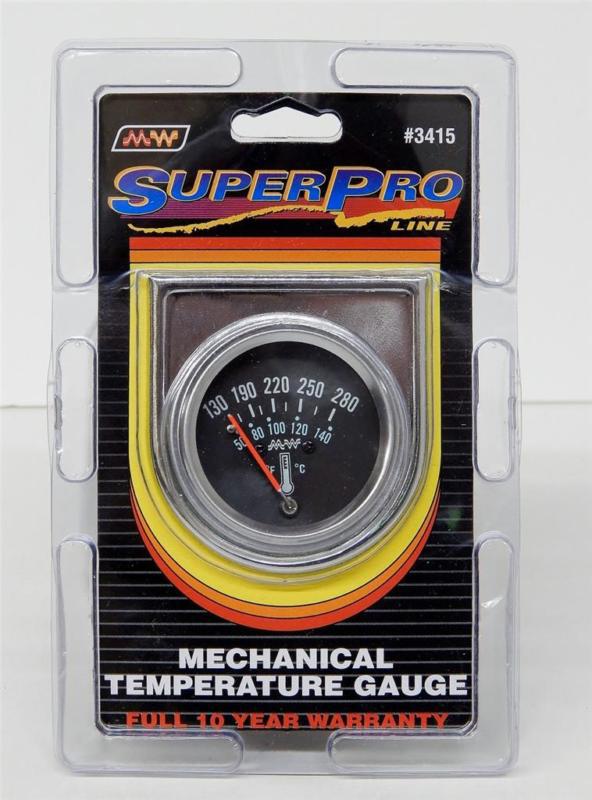 MW
#3415
SUPERPRO
LINE
130 190 220 250 280
50 80 100 120 140
MW
°F °C
MECHANICAL
TEMPERATURE GAUGE
FULL 10 YEAR WARRANTY